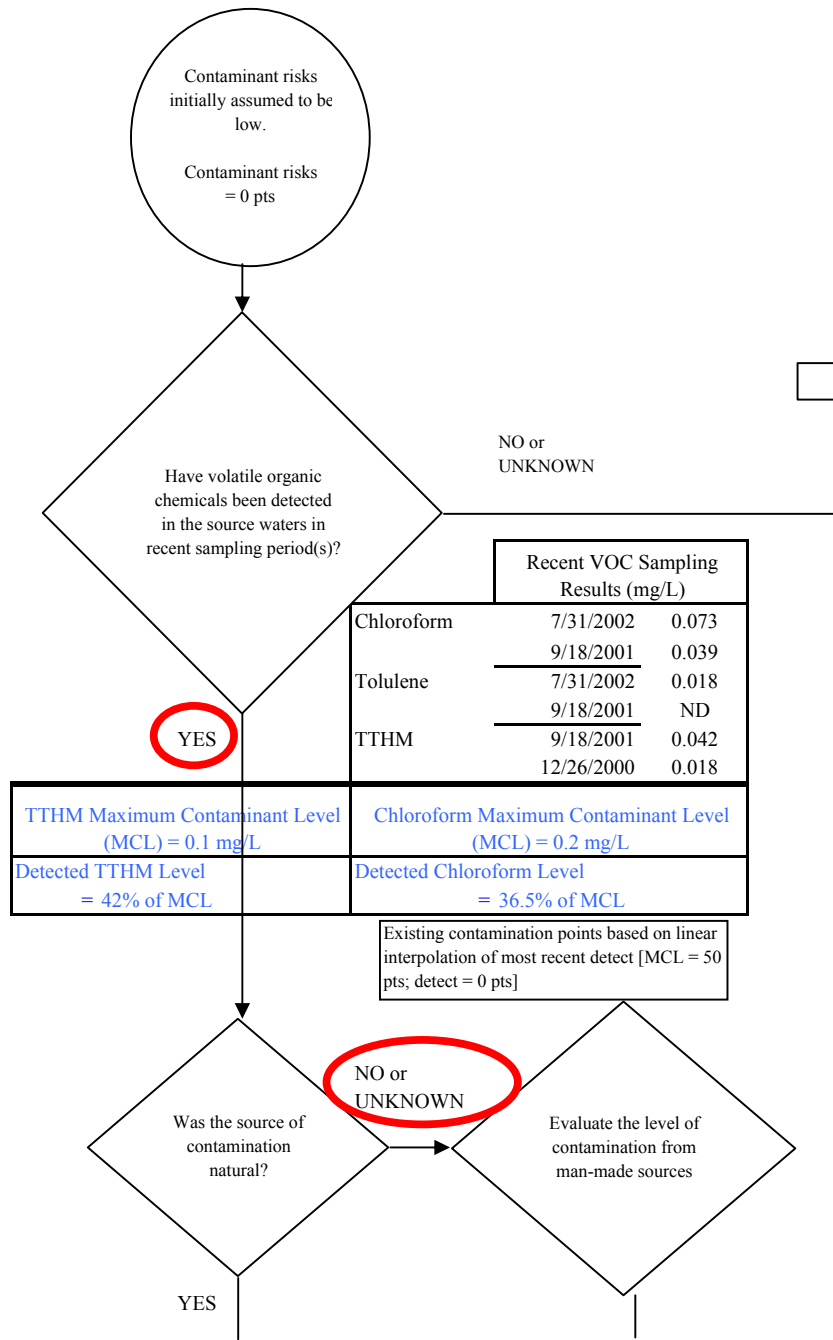 Contaminant risks
initially assumed to be
low.
Contaminant risks
= 0 pts
Have volatile organic
chemicals been detected
in the source waters in
recent sampling period(s)?
NO or
UNKNOWN
Recent VOC Sampling
Results (mg/L)
Chloroform 7/31/2002 0.073
9/18/2001 0.039
Tolulene 7/31/2002 0.018
9/18/2001 ND
TTHM 9/18/2001 0.042
12/26/2000 0.018
YES
TTHM Maximum Contaminant Level
(MCL) = 0.1 mg/L
Chloroform Maximum Contaminant Level
(MCL) = 0.2 mg/L
Detected TTHM Level
= 42% of MCL
Detected Chloroform Level
= 36.5% of MCL
Existing contamination points based on linear
interpolation of most recent detect [MCL = 50
pts; detect = 0 pts]
Was the source of
contamination
natural?
NO or
UNKNOWN
Evaluate the level of
contamination from
man-made sources
YES